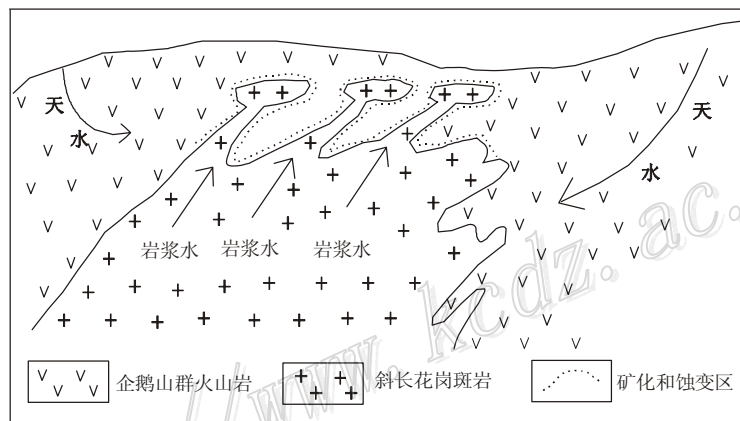 天
水
天
水
岩浆水 岩浆水 岩浆水
企鹅山群火山岩 斜长花岗斑岩 矿化和蚀变区
//www.kcdz.ac.